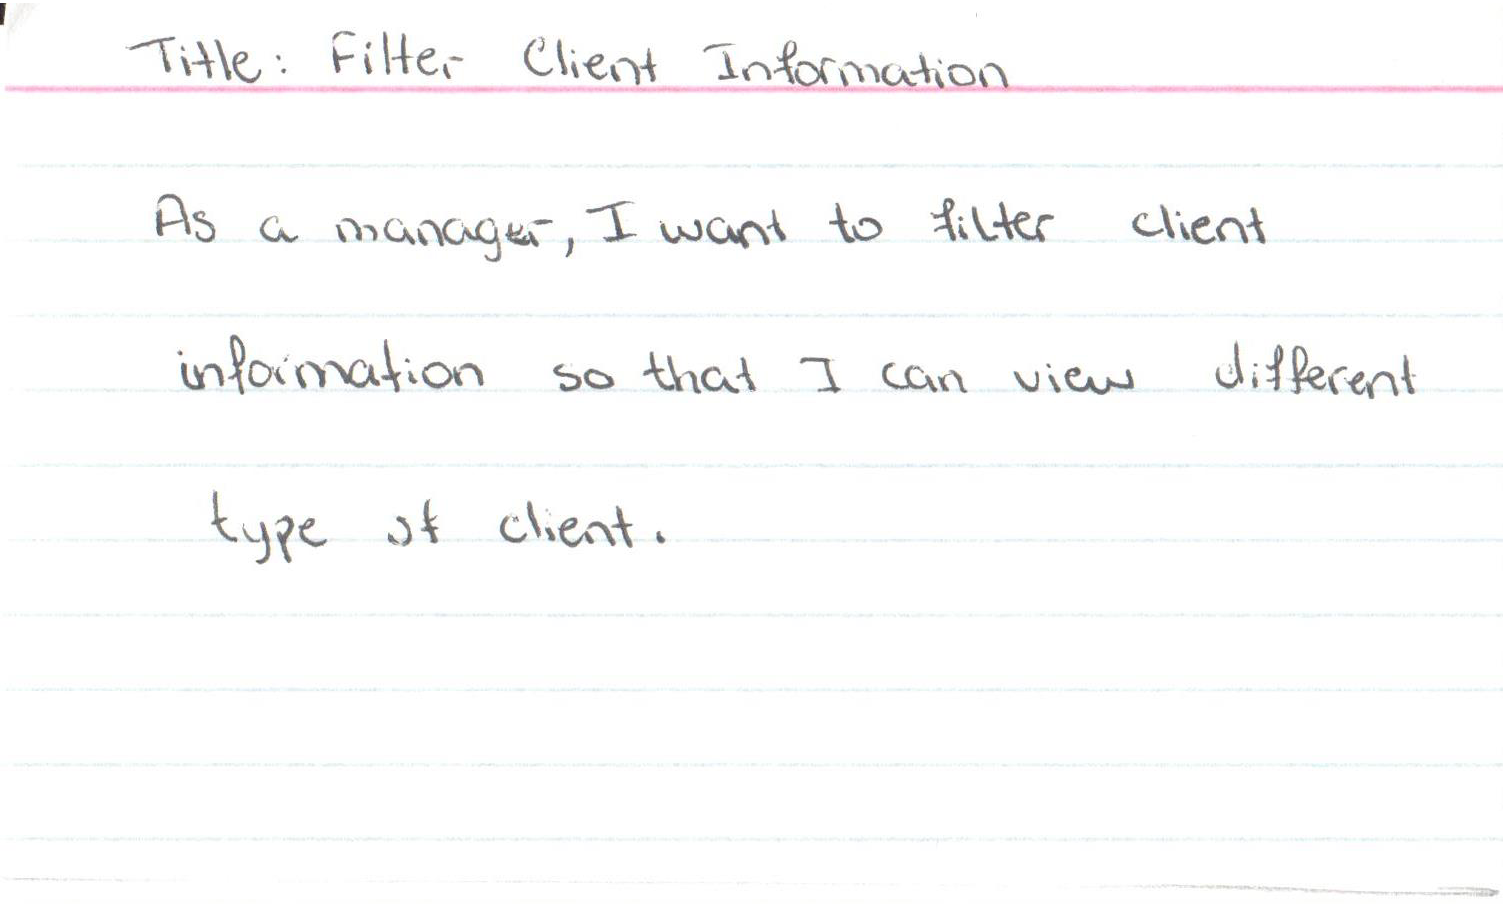 Title: Filter Client Information
As a manager, I want to filter client
information so that I can view different
type of client.